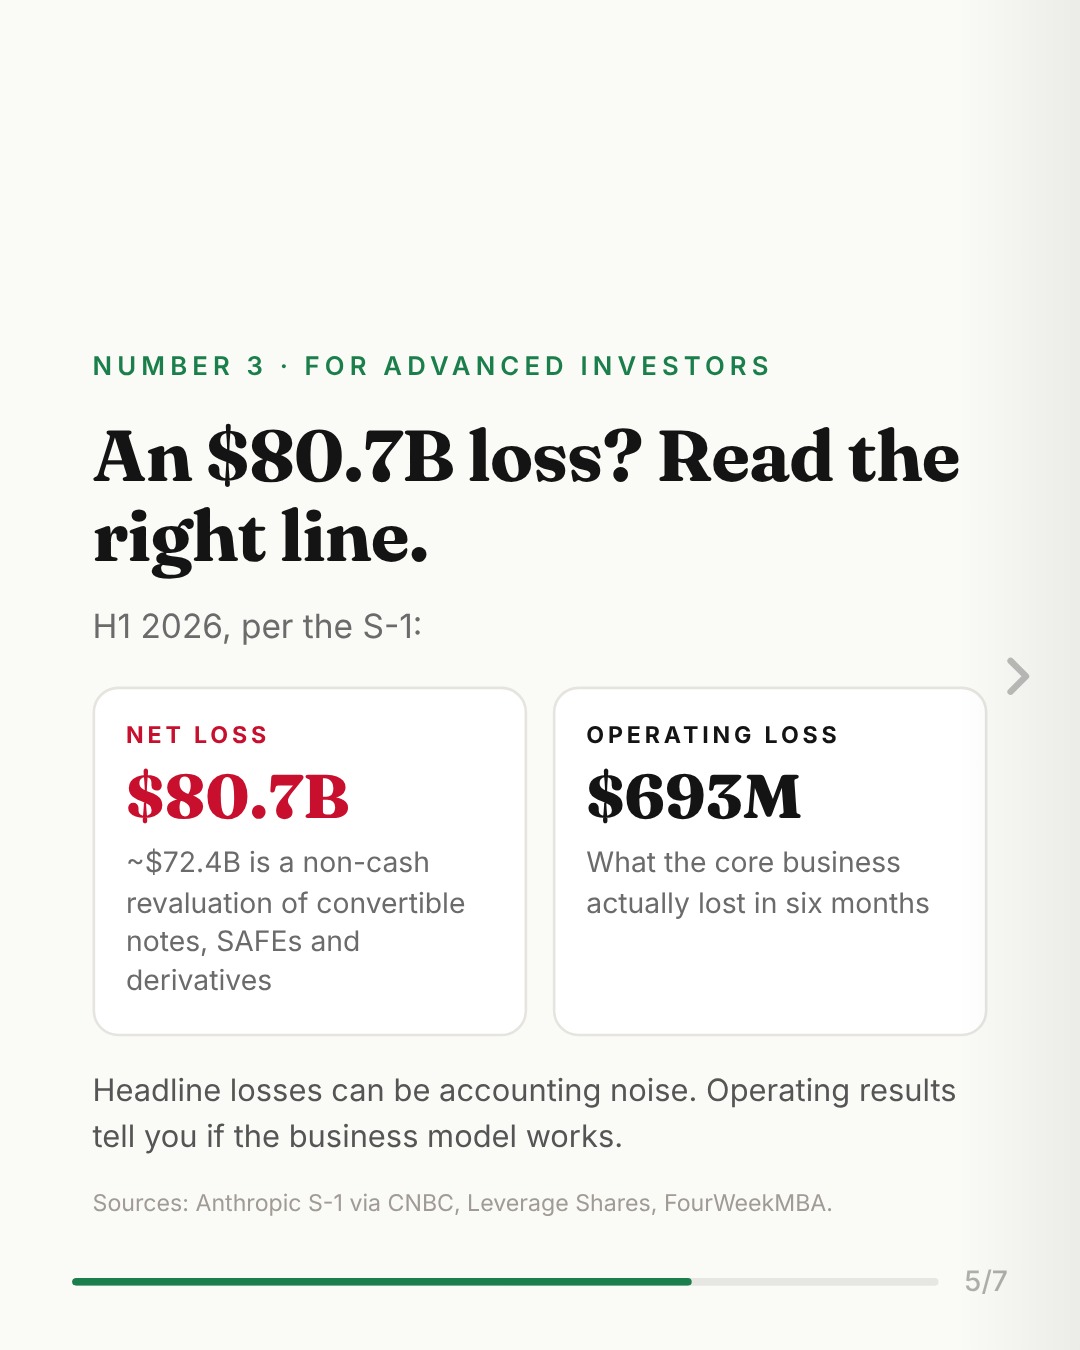 NUMBER 3 · FOR ADVANCED INVESTORS
An $80.7B loss? Read the
right line.
H1 2026, per the S-1:
NET LOSS
$80.7B
~$72.4B is a non-cash
revaluation of convertible
notes, SAFEs and
derivatives
OPERATING LOSS
$693M
What the core business
actually lost in six months
Headline losses can be accounting noise. Operating results
tell you if the business model works.
Sources: Anthropic S-1 via CNBC, Leverage Shares, FourWeekMBA.
5/7